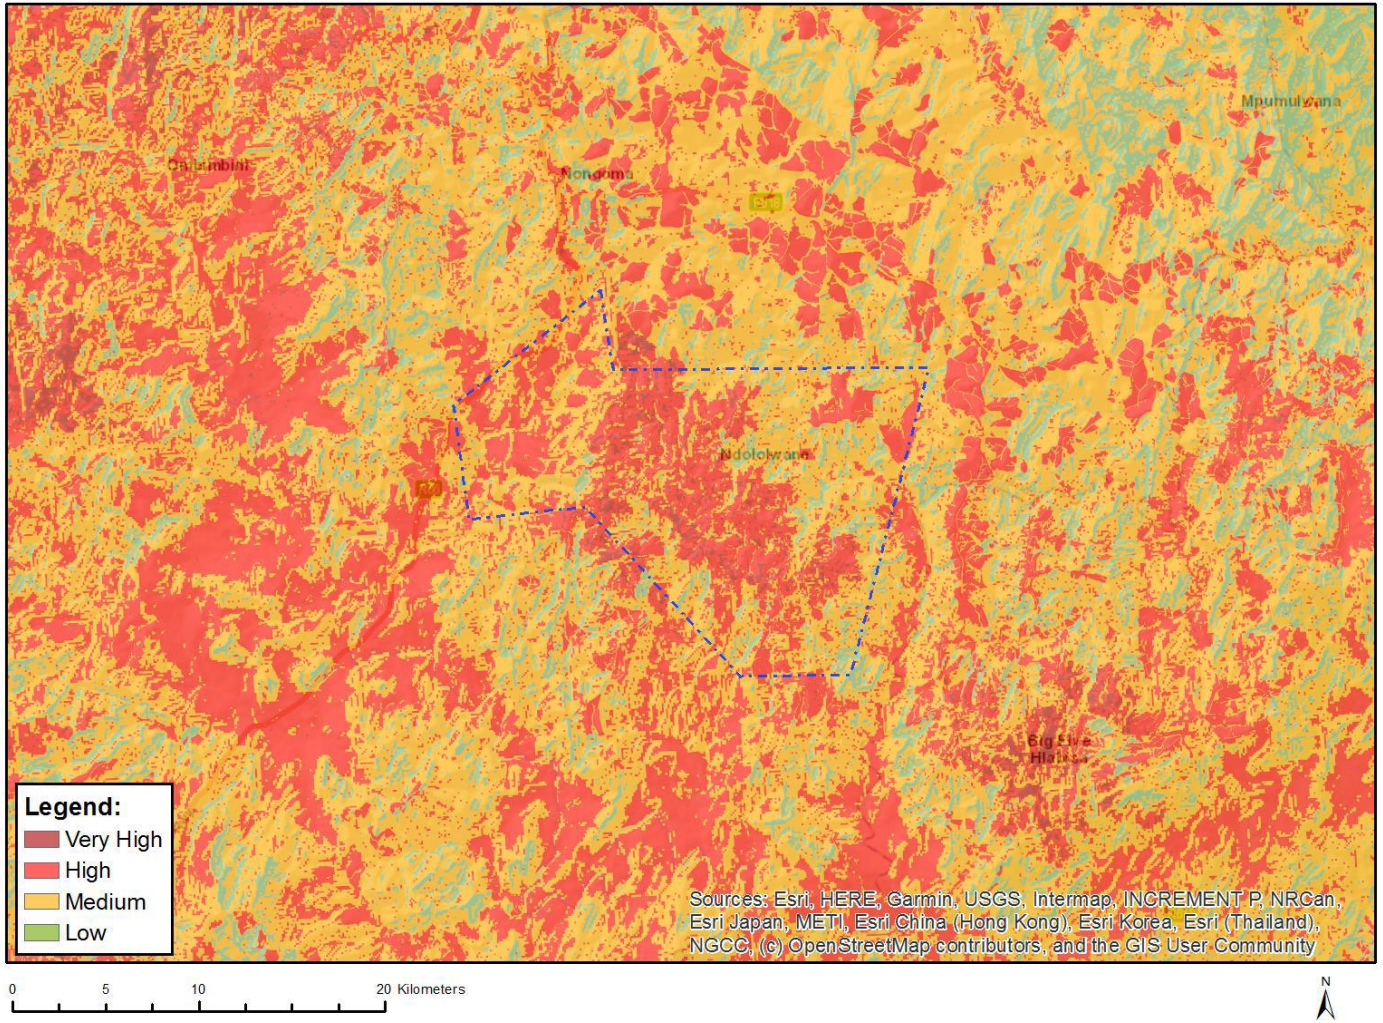 Mpumulwana
Nongoma
Ndololwana
Big Five
Hlabisa
Legend:
Very High
High
Medium
Low
Sources: Esri, HERE, Garmin, USGS, Intermap, INCREMENT P, NRCan,
Esri Japan, METI, Esri China (Hong Kong), Esri Korea, Esri (Thailand),
NGCC, (c) OpenStreetMap contributors, and the GIS User Community
0 5 10 20 Kilometers
N